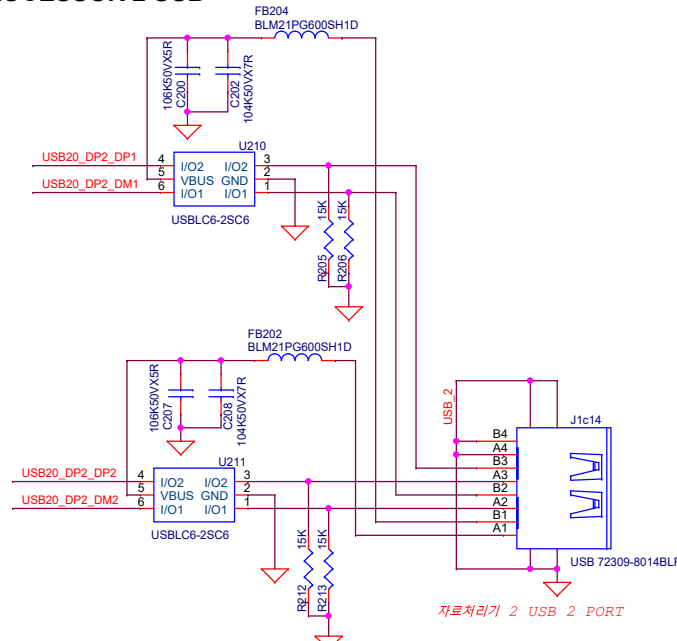 FB204
BLM21PG600SH1D
106K50VX5R
C200
104K50VX7R
C202
U210
USB20_DP2_DP1
4
I/O2
I/O2
3
5
VBUS
GND
2
USB20_DP2_DM1
6
I/O1
I/O1
1
USBLC6-2SC6
15K
15K
R205
R206
FB202
BLM21PG600SH1D
106K50VX5R
C207
104K50VX7R
C208
U211
USB20_DP2_DP2
4
I/O2
I/O2
3
5
VBUS
GND
2
USB20_DP2_DM2
6
I/O1
I/O1
1
USBLC6-2SC6
15K
15K
R212
R213
USB_2
J1c14
B4
A4
B3
A3
B2
A2
B1
A1
USB 72309-8014BLF
자료처리기 2 USB 2 PORT